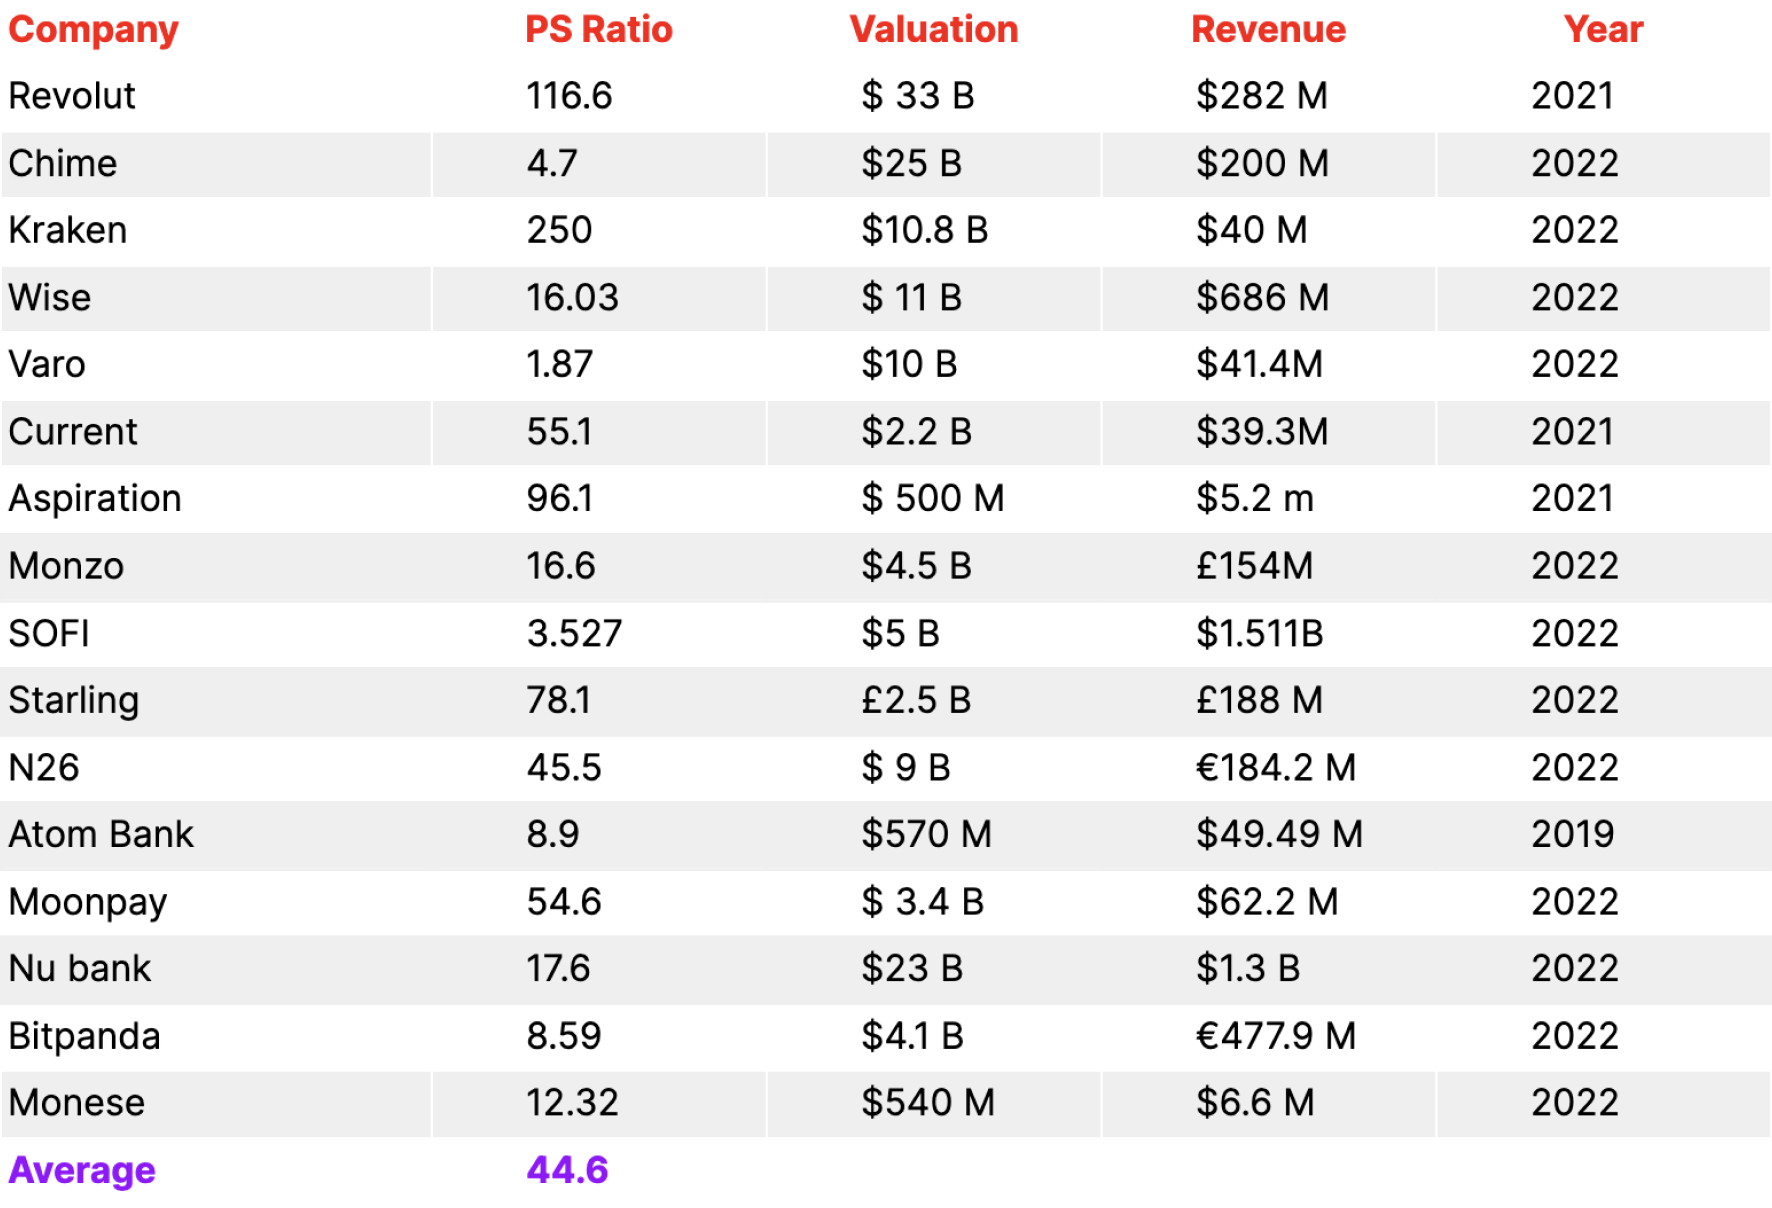 Company PS Ratio Valuation Revenue Year
Revolut 116.6 $ 33 B $282 M 2021
Chime 4.7 $25 B $200 M 2022
Kraken 250 $10.8 B $40 M 2022
Wise 16.03 $ 11 B $686 M 2022
Varo 1.87 $10 B $41.4M 2022
Current 55.1 $2.2 B $39.3M 2021
Aspiration 96.1 $ 500 M $5.2 m 2021
Monzo 16.6 $4.5 B £154M 2022
SOFI 3.527 $5 B $1.511B 2022
Starling 78.1 £2.5 B £188 M 2022
N26 45.5 $ 9 B €184.2 M 2022
Atom Bank 8.9 $570 M $49.49 M 2019
Moonpay 54.6 $ 3.4 B $62.2 M 2022
Nu bank 17.6 $23 B $1.3 B 2022
Bitpanda 8.59 $4.1 B €477.9 M 2022
Monese 12.32 $540 M $6.6 M 2022
Average 44.6